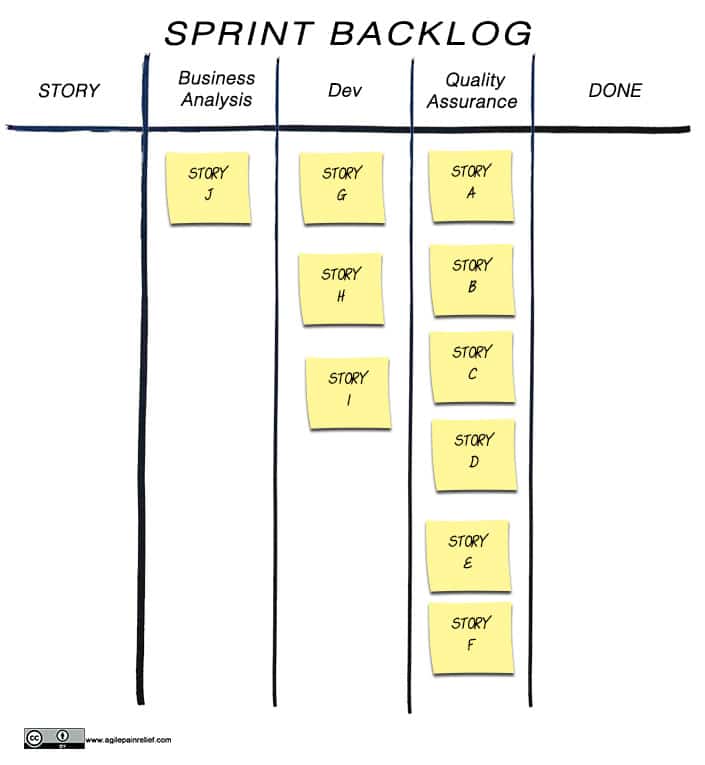 SPRINT BACKLOG
STORY
Business
Analysis
Dev
Quality
Assurance
DONE
STORY
J
STORY
G
STORY
H
STORY
I
STORY
A
STORY
B
STORY
C
STORY
D
STORY
E
STORY
F
cc
BY
www.agilepainrelief.com